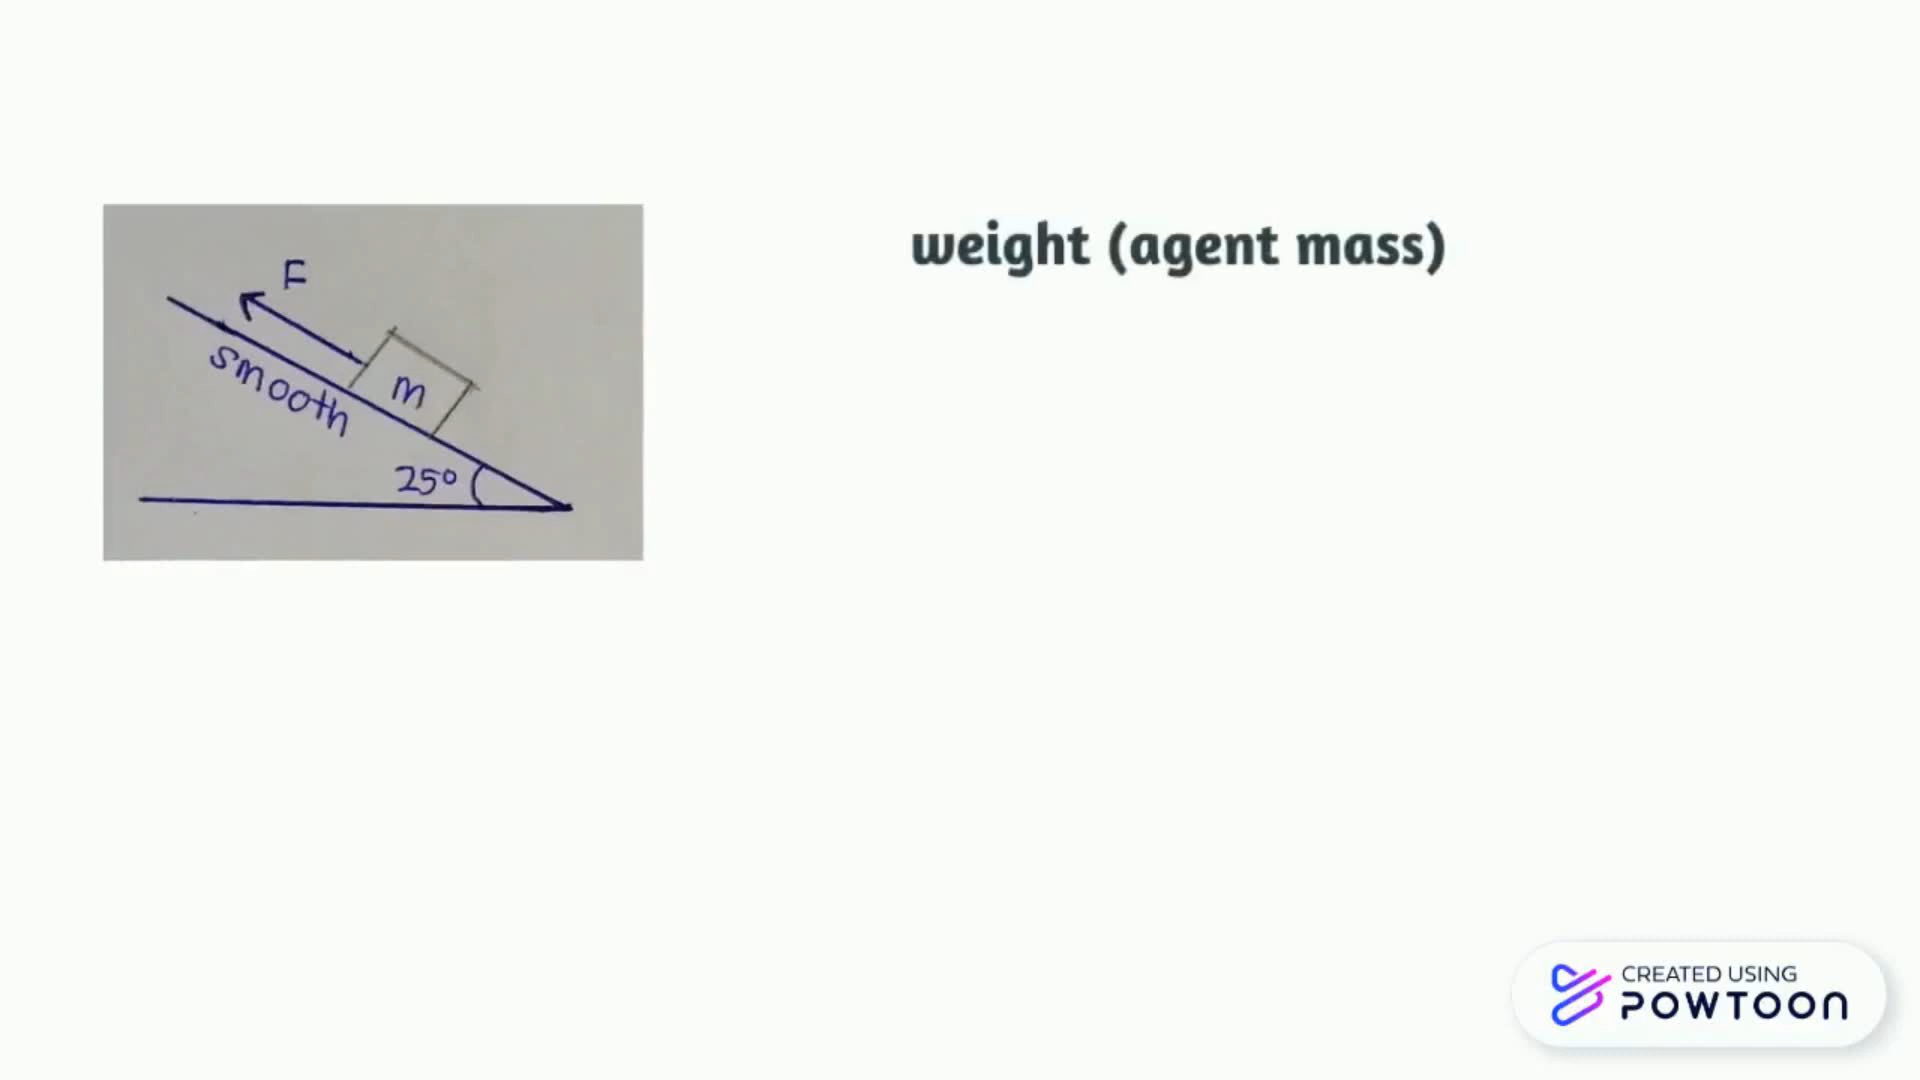 weight (agent mass)
F
m
smooth
25°
CREATED USING
POWTOON